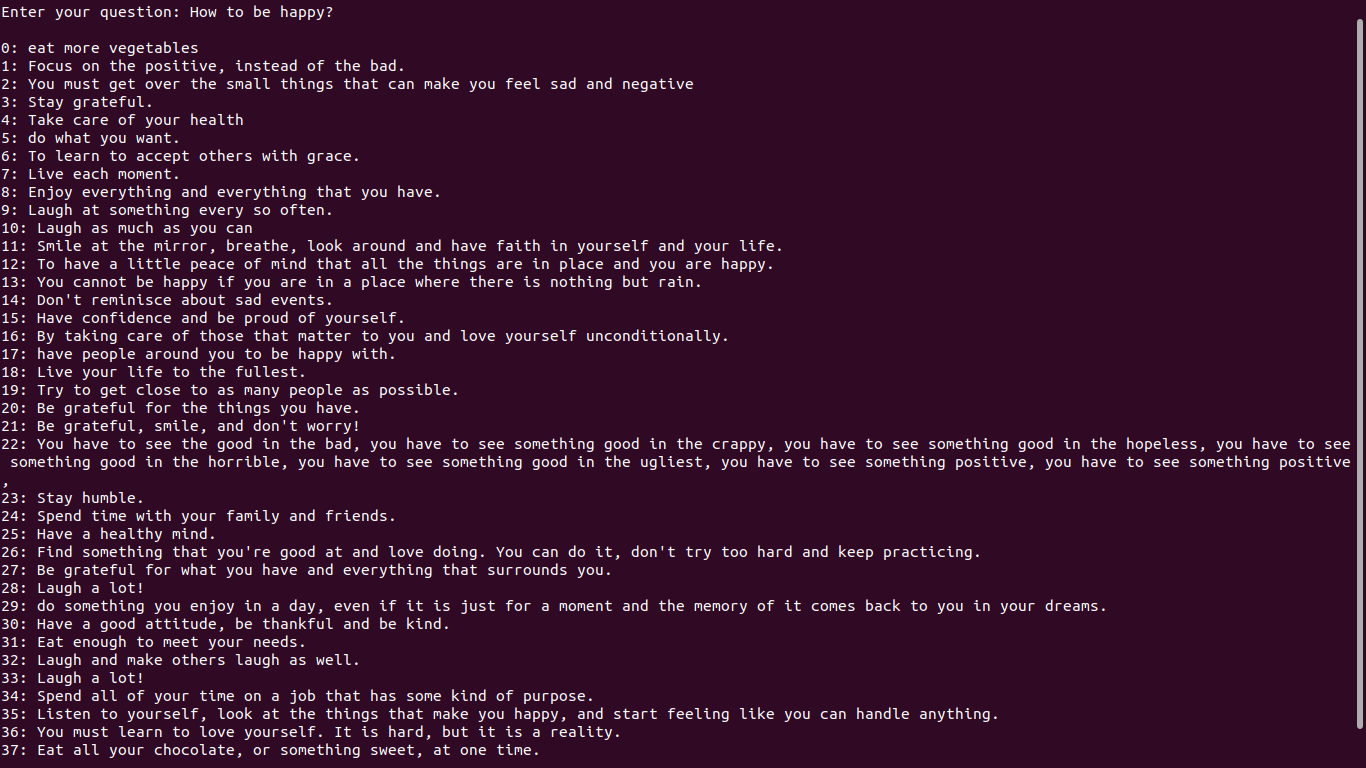 Enter your question: How to be happy?
0: eat more vegetables
1: Focus on the positive, instead of the bad.
2: You must get over the small things that can make you feel sad and negative
3: Stay grateful.
4: Take care of your health
5: do what you want.
6: To learn to accept others with grace.
7: Live each moment.
8: Enjoy everything and everything that you have.
9: Laugh at something every so often.
10: Laugh as much as you can
11: Smile at the mirror, breathe, look around and have faith in yourself and your life.
12: To have a little peace of mind that all the things are in place and you are happy.
13: You cannot be happy if you are in a place where there is nothing but rain.
14: Don't reminisce about sad events.
15: Have confidence and be proud of yourself.
16: By taking care of those that matter to you and love yourself unconditionally.
17: have people around you to be happy with.
18: Live your life to the fullest.
19: Try to get close to as many people as possible.
20: Be grateful for the things you have.
21: Be grateful, smile, and don't worry!
22: You have to see the good in the bad, you have to see something good in the crappy, you have to see something good in the hopeless, you have to see
something good in the horrible, you have to see something good in the ugliest, you have to see something positive, you have to see something positive
,
23: Stay humble.
24: Spend time with your family and friends.
25: Have a healthy mind.
26: Find something that you're good at and love doing. You can do it, don't try too hard and keep practicing.
27: Be grateful for what you have and everything that surrounds you.
28: Laugh a lot!
29: do something you enjoy in a day, even if it is just for a moment and the memory of it comes back to you in your dreams.
30: Have a good attitude, be thankful and be kind.
31: Eat enough to meet your needs.
32: Laugh and make others laugh as well.
33: Laugh a lot!
34: Spend all of your time on a job that has some kind of purpose.
35: Listen to yourself, look at the things that make you happy, and start feeling like you can handle anything.
36: You must learn to love yourself. It is hard, but it is a reality.
37: Eat all your chocolate, or something sweet, at one time.